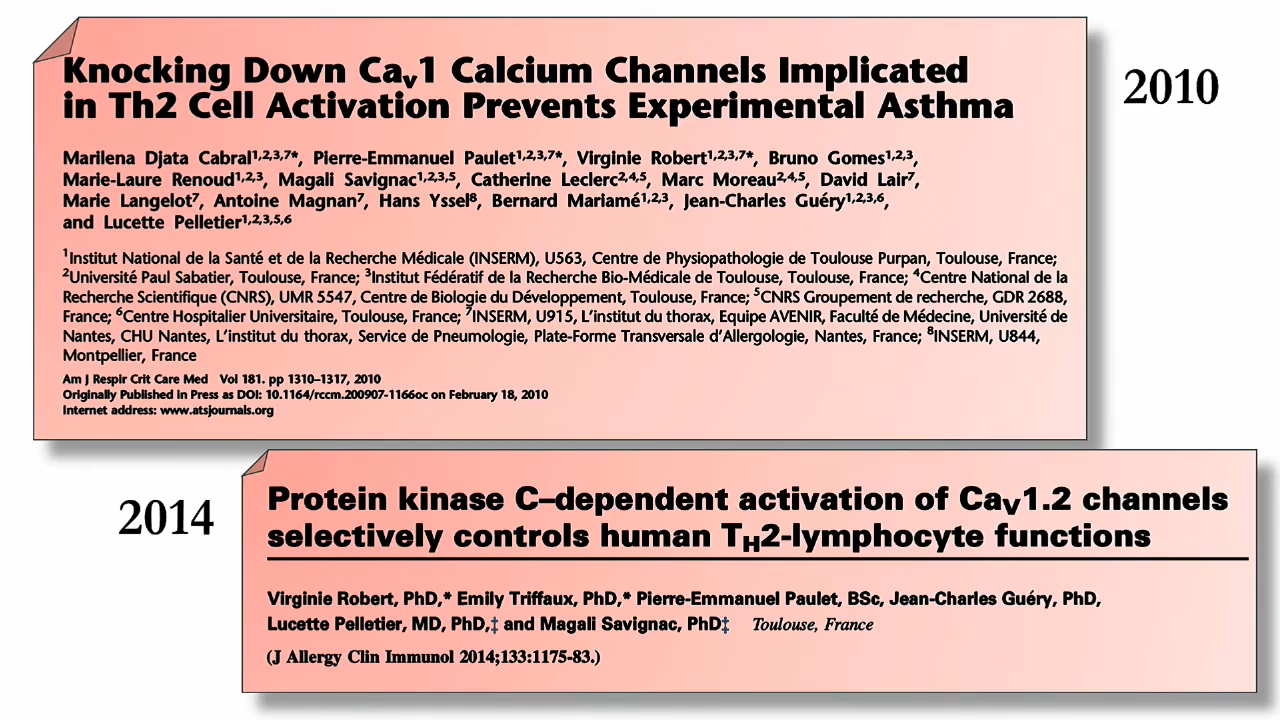 Knocking Down Cav1 Calcium Channels Implicated
in Th2 Cell Activation Prevents Experimental Asthma
2010
Marilena Djata Cabral1,2,3,7*, Pierre-Emmanuel Paulet1,2,3,7*, Virginie Robert1,2,3,7*, Bruno Gomes1,2,3,
Marie-Laure Renoud1,2,3, Magali Savignac1,2,3,5, Catherine Leclerc2,4,5, Marc Moreau2,4,5, David Lair7,
Marie Langelot7, Antoine Magnan7, Hans Yssel8, Bernard Mariamé1,2,3, Jean-Charles Guéry1,2,3,6,
and Lucette Pelletier1,2,3,5,6
1Institut National de la Santé et de la Recherche Médicale (INSERM), U563, Centre de Physiopathologie de Toulouse Purpan, Toulouse, France;
2Université Paul Sabatier, Toulouse, France; 3Institut Fédératif de la Recherche Bio-Médicale de Toulouse, Toulouse, France; 4Centre National de la
Recherche Scientifique (CNRS), UMR 5547, Centre de Biologie du Développement, Toulouse, France; 5CNRS Groupement de recherche, GDR 2688,
France; 6Centre Hospitalier Universitaire, Toulouse, France; 7INSERM, U915, L'institut du thorax, Equipe AVENIR, Faculté de Médecine, Université de
Nantes, CHU Nantes, L'institut du thorax, Service de Pneumologie, Plate-Forme Transversale d'Allergologie, Nantes, France; 8INSERM, U844,
Montpellier, France
Am J Respir Crit Care Med Vol 181. pp 1310–1317, 2010
Originally Published in Press as DOI: 10.1164/rccm.200907-1166oc on February 18, 2010
Internet address: www.atsjournals.org
2014
Protein kinase C–dependent activation of CaV1.2 channels
selectively controls human TH2-lymphocyte functions
Virginie Robert, PhD,* Emily Triffaux, PhD,* Pierre-Emmanuel Paulet, BSc, Jean-Charles Guéry, PhD,
Lucette Pelletier, MD, PhD,‡ and Magali Savignac, PhD‡ Toulouse, France
(J Allergy Clin Immunol 2014;133:1175-83.)